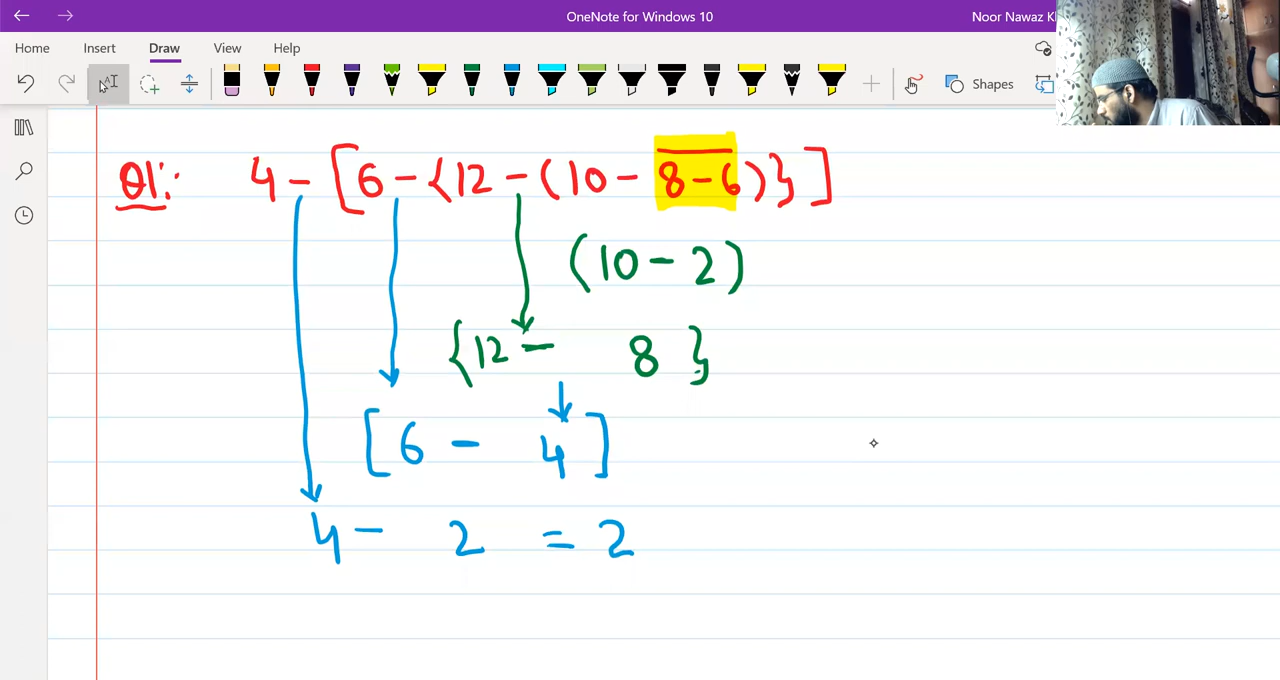 OneNote for Windows 10
Noor Nawaz Kh
Home Insert Draw View Help
Shapes
Q1: 4 - [6 - {12 - (10 - 8 - 6)}]
(10 - 2)
{12 - 8}
[6 - 4]
4 - 2 = 2